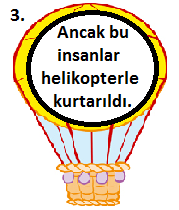 3.
Ancak bu
insanlar
helikopterle
kurtarıldı.